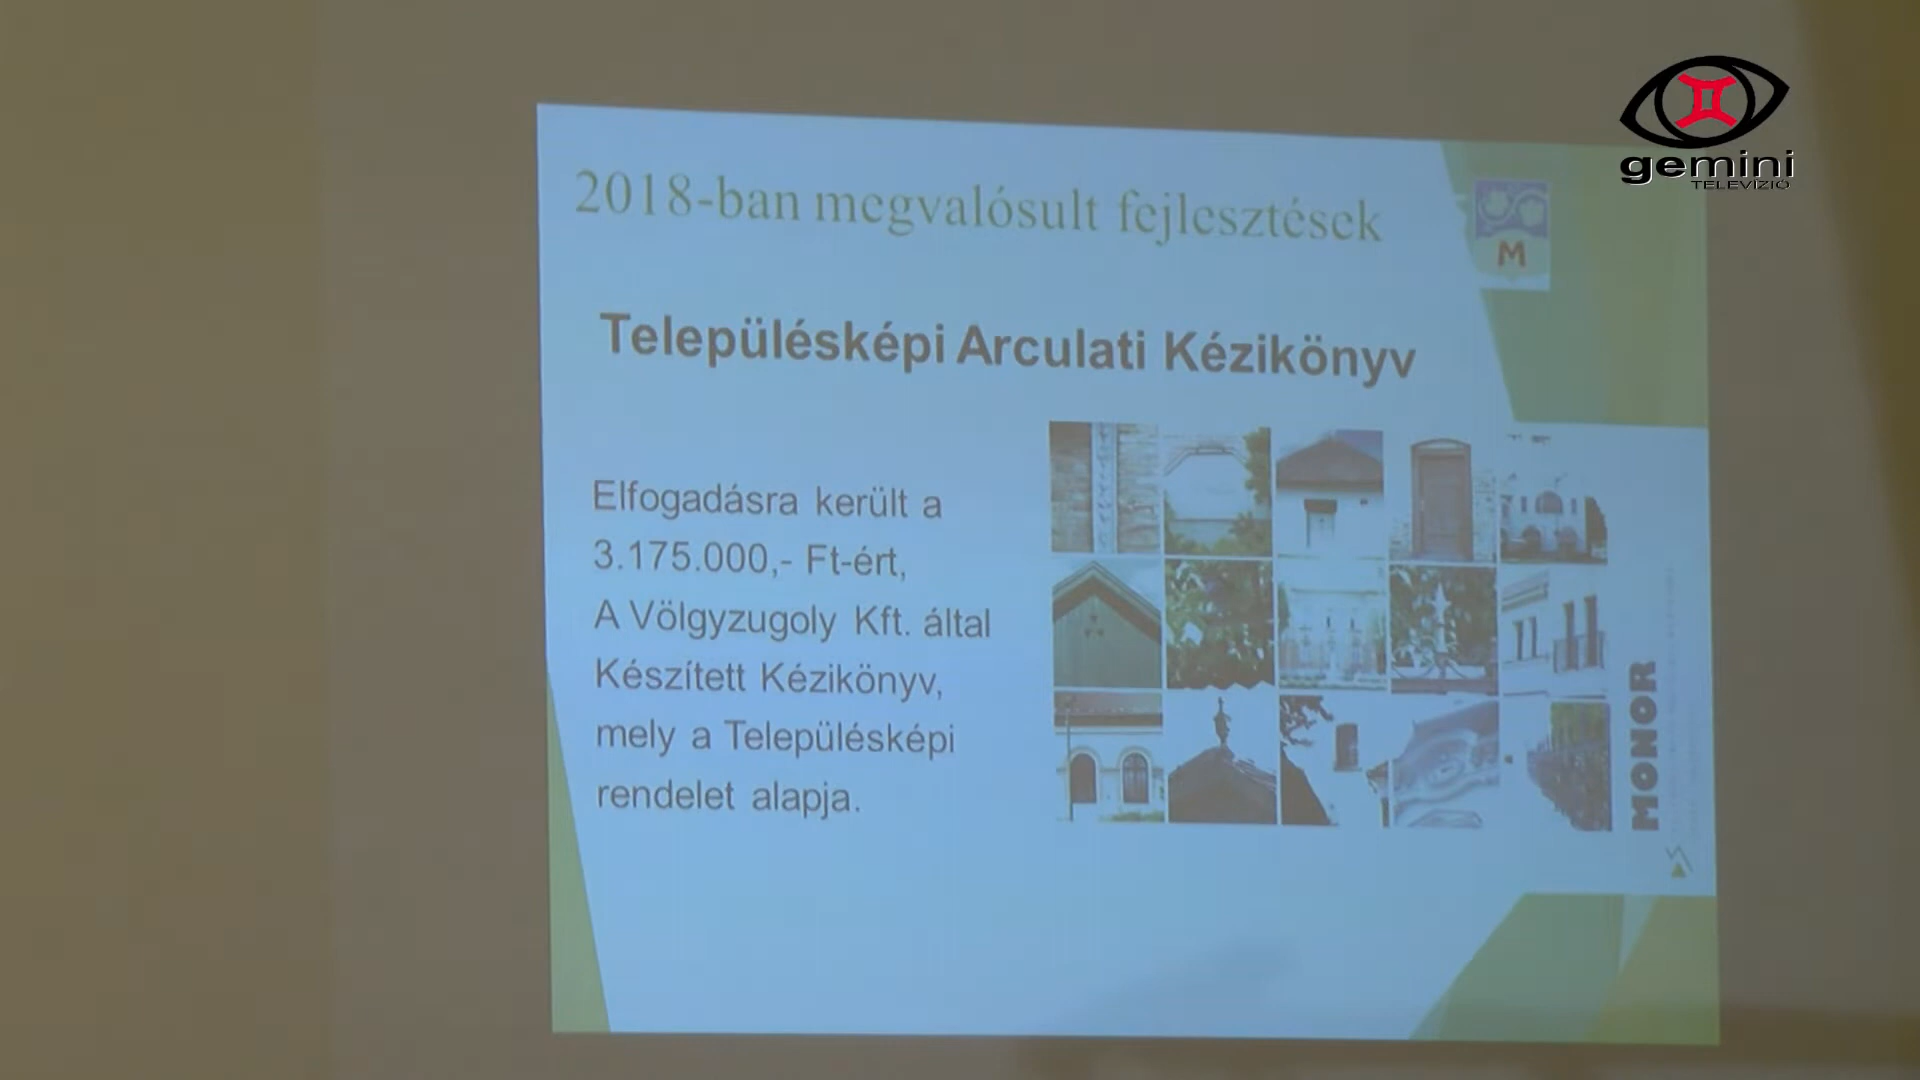 gemini
TELEVÍZIÓ
2018-ban megvalósult fejlesztések
M
Településképi Arculati Kézikönyv
Elfogadásra került a
3.175.000,- Ft-ért,
A Völgyzugoly Kft. által
Készített Kézikönyv,
mely a Településképi
rendelet alapja.
MONOR